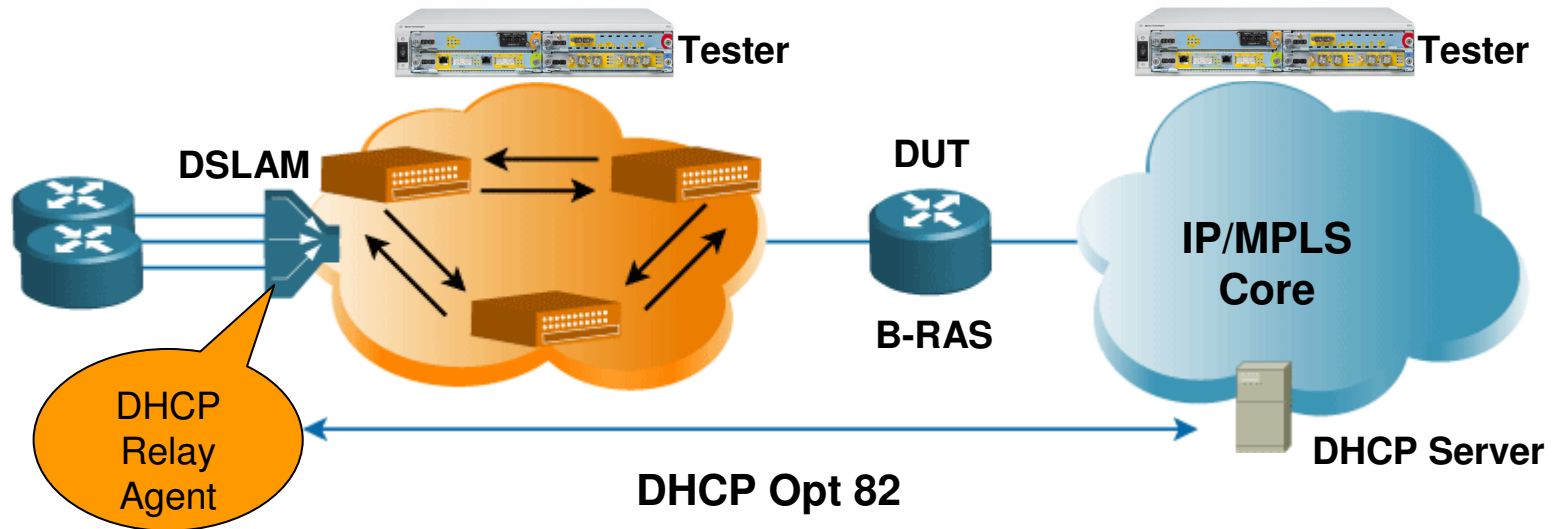 Tester
Tester
DSLAM
DUT
IP/MPLS
Core
B-RAS
DHCP
Relay
Agent
DHCP Server
DHCP Opt 82